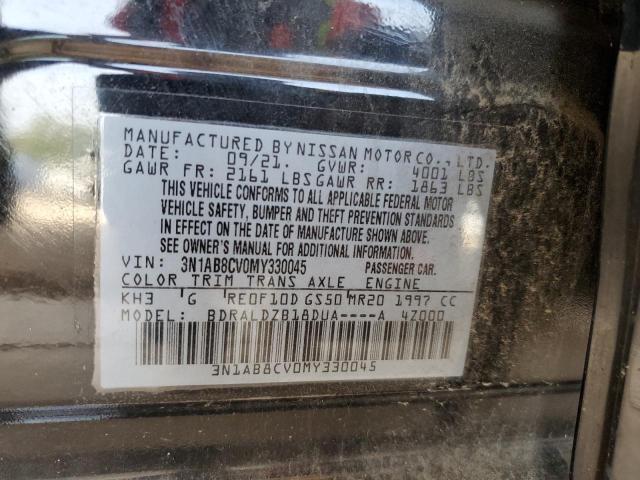 MANUFACTURED BY NISSAN MOTOR CO., LTD.
DATE: 09/21. GVWR: 4001 LBS
GAWR FR: 2161 LBS GAWR RR: 1863 LBS
THIS VEHICLE CONFORMS TO ALL APPLICABLE FEDERAL MOTOR
VEHICLE SAFETY, BUMPER AND THEFT PREVENTION STANDARDS
IN EFFECT ON THE DATE OF MANUFACTURE SHOWN ABOVE.
SEE OWNER'S MANUAL FOR ADDITIONAL INFORMATION.
VIN: 3N1AB8CV0MY330045 PASSENGER CAR.
COLOR TRIM TRANS AXLE ENGINE
KH3 'G RE0F10D GS50 MR20 1997 CC
MODEL: BDRALDZB18DUA----A 4Z000
3N1AB8CV0MY330045